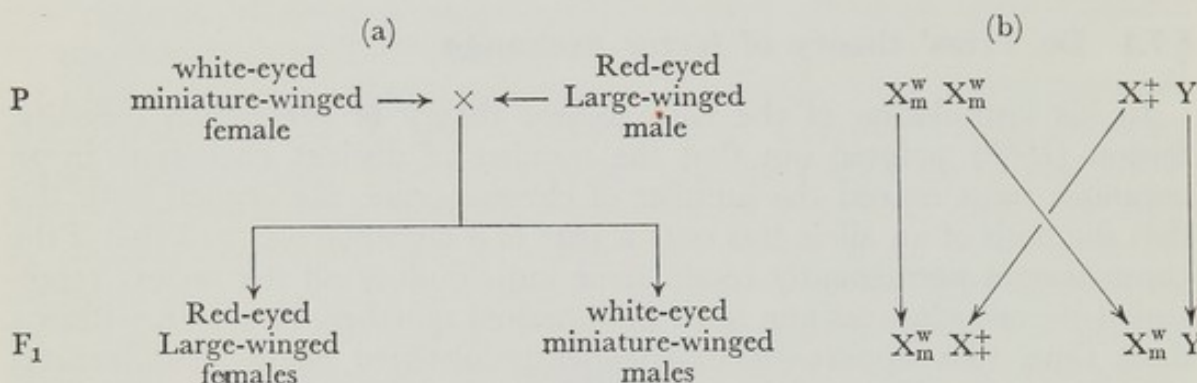 (a)
(b)
P
white-eyed
miniature-winged
female
×
Red-eyed
Large-winged
male
X^w_m X^w_m
X^+_+ Y
F₁
Red-eyed
Large-winged
females
white-eyed
miniature-winged
males
X^w_m X^+_+
X^w_m Y